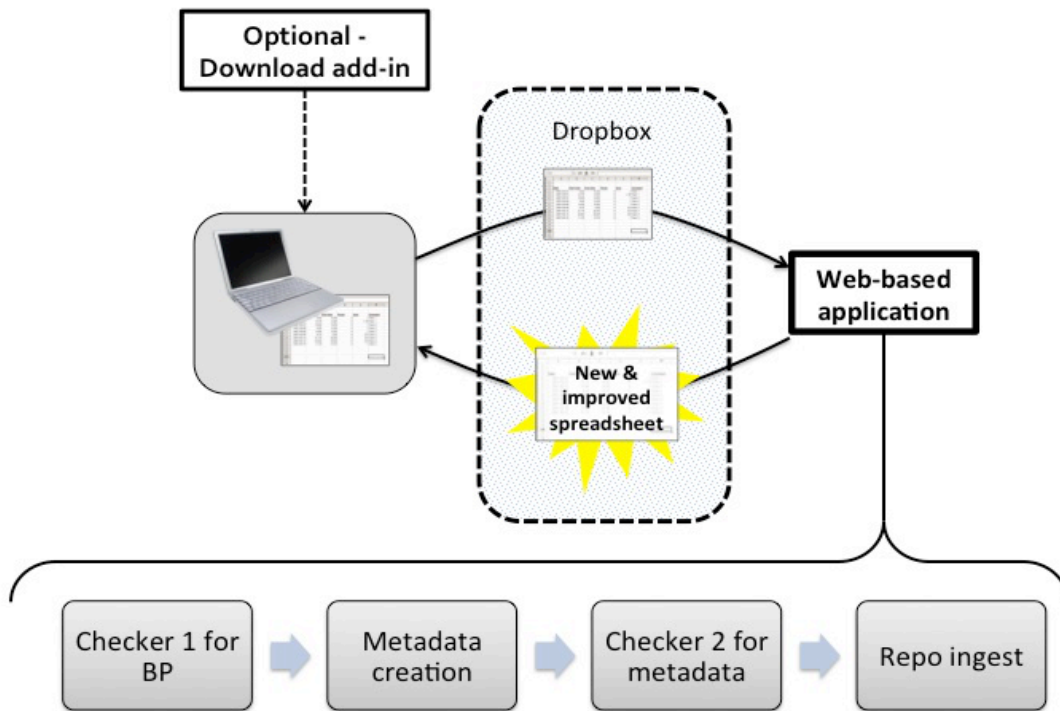 Optional -
Download add-in
Dropbox
Web-based
application
New &
improved
spreadsheet
Checker 1 for
BP
Metadata
creation
Checker 2 for
metadata
Repo ingest